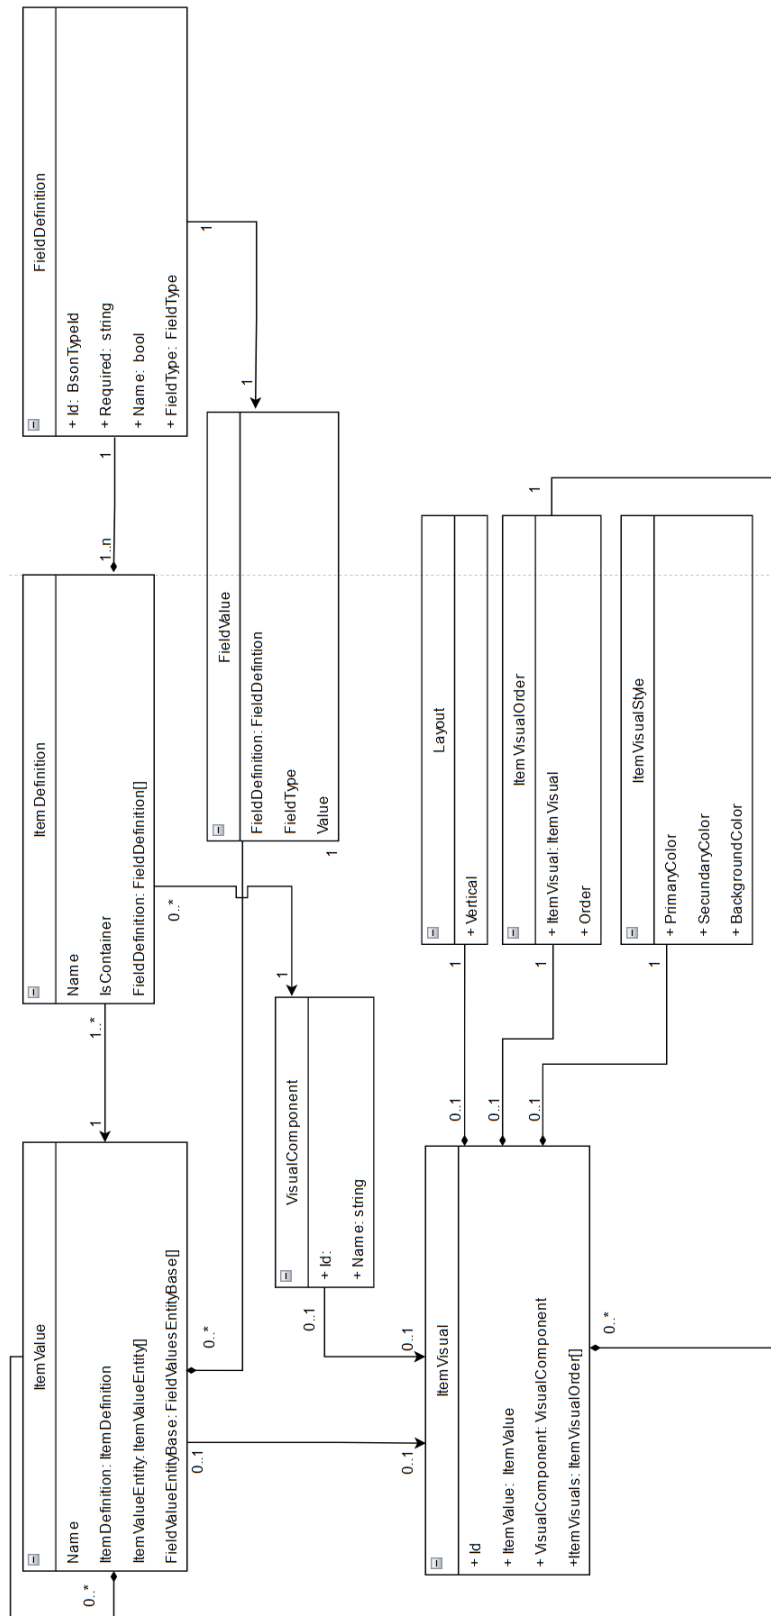 FieldDefinition
+ Id: BsonTypeId
+ Required: string
+ Name: bool
+ FieldType: FieldType
1
1
1
1
1..n
Item Definition
Name
IsContainer
FieldDefinition: FieldDefinition[]
FieldValue
FieldDefinition: FieldDefintion
FieldType
Value
1
0..*
1
1..*
1
ItemValue
Name
ItemDefinition: ItemDefinition
ItemValueEntity: ItemValueEntity[]
FieldValueEntityBase: FieldValuesEntityBase[]
0..*
0..*
0..1
0..1
VisualComponent
+ Id:
+ Name: string
0..1
0..1
Layout
+ Vertical
1
0..1
ItemVisualOrder
+ ItemVisual: ItemVisual
+ Order
1
1
0..1
ItemVisualStyle
+ PrimaryColor
+ SecundaryColor
+ BackgroundColor
1
0..1
ItemVisual
+ Id
+ ItemValue: ItemValue
+ VisualComponent: VisualComponent
+ItemVisuals: ItemVisualOrder[]
0..*